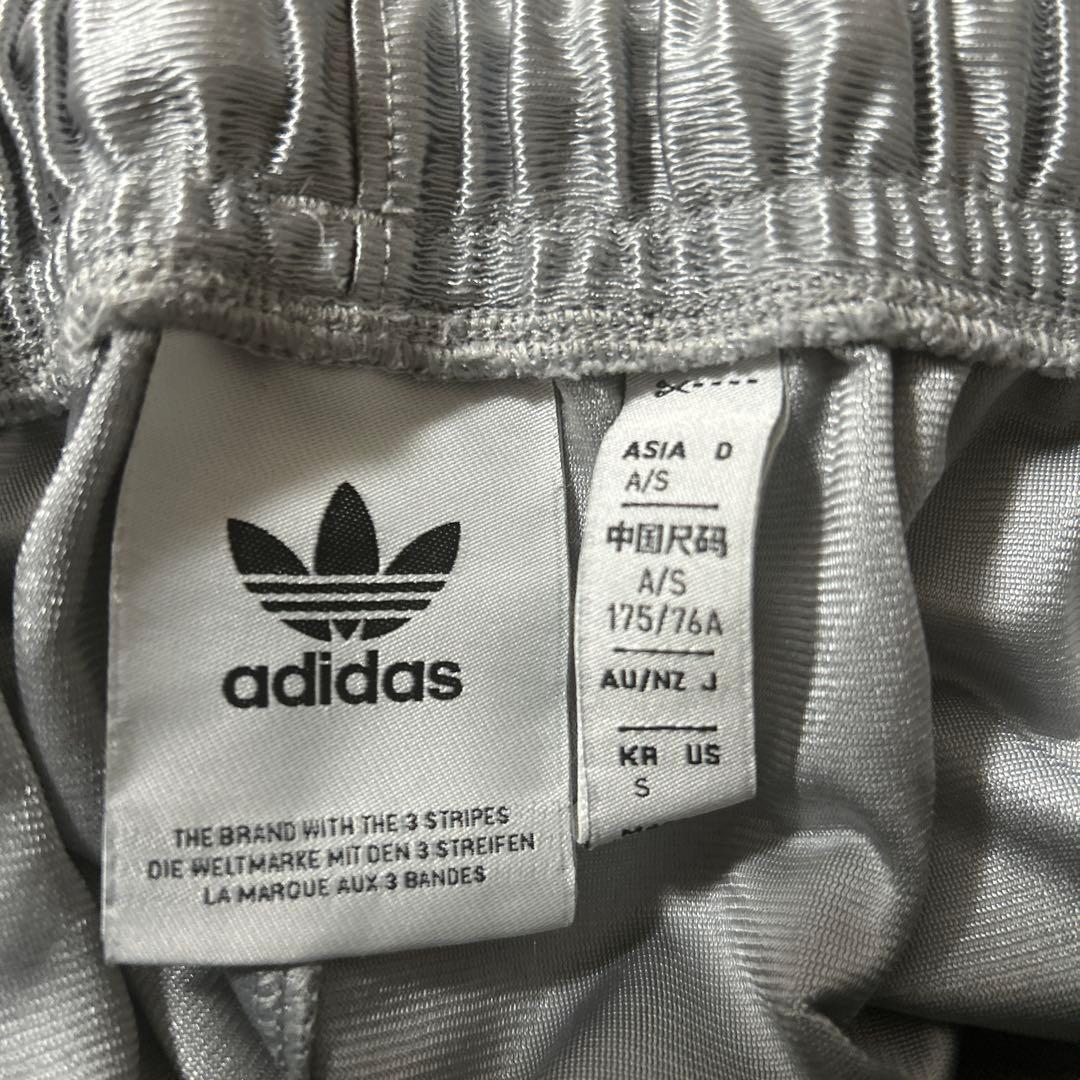 adidas
THE BRAND WITH THE 3 STRIPES
DIE WELTMARKE MIT DEN 3 STREIFEN
LA MARQUE AUX 3 BANDES
ASIA D
A/S
中国尺码
A/S
175/76A
AU/NZ J
KR US
S